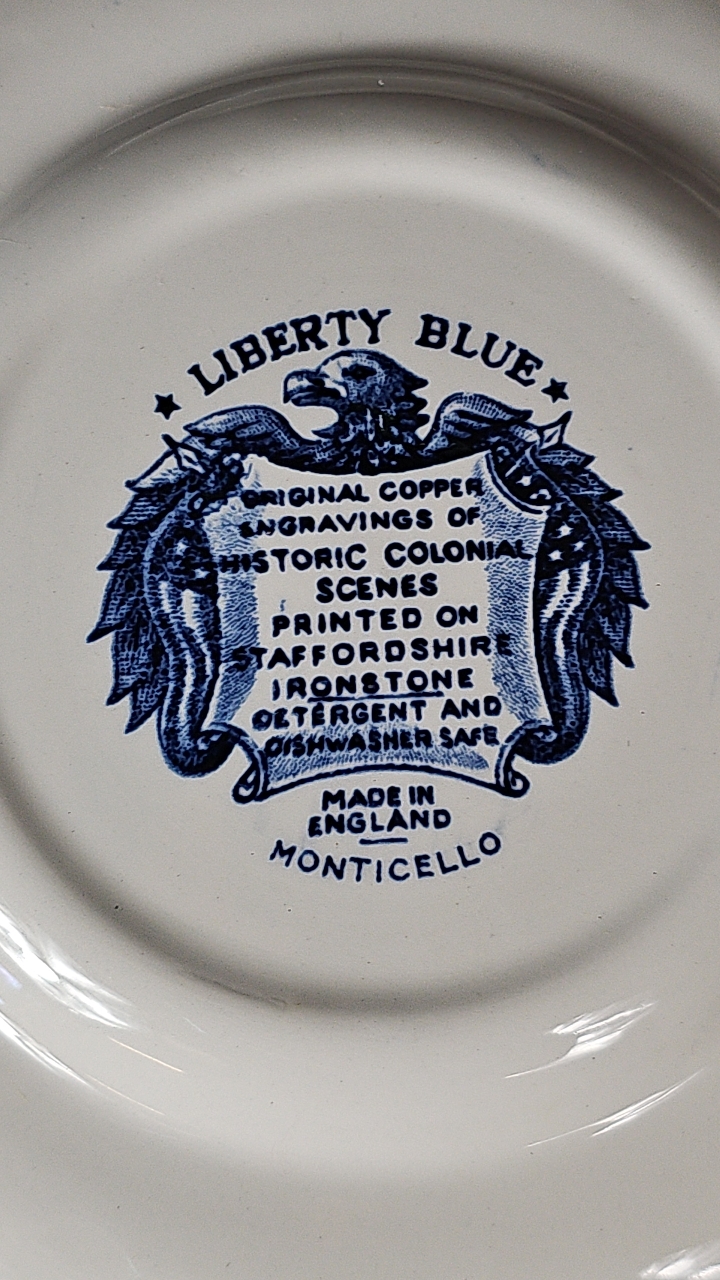 LIBERTY BLUE
ORIGINAL COPPER
ENGRAVINGS OF
HISTORIC COLONIAL
SCENES
PRINTED ON
STAFFORDSHIRE
IRONSTONE
DETERGENT AND
DISHWASHER SAFE
MADE IN
ENGLAND
MONTICELLO